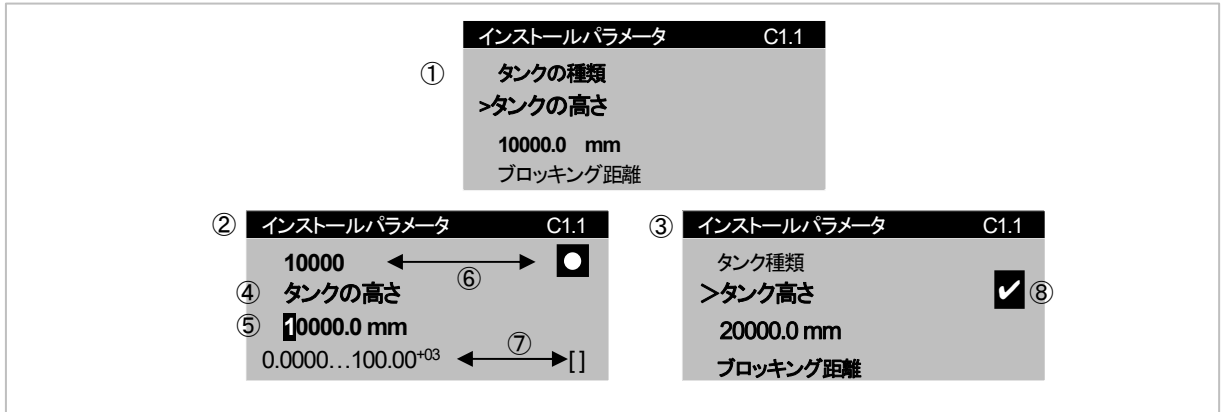 インストールパラメータ C1.1
① タンクの種類
>タンクの高さ
10000.0 mm
ブロッキング距離
② インストールパラメータ C1.1
10000 ⑥
④ タンクの高さ
⑤ 10000.0 mm
0.0000…100.00⁺⁰³ ⑦ []
③ インストールパラメータ C1.1
タンク種類
>タンク高さ ✔ ⑧
20000.0 mm
ブロッキング距離